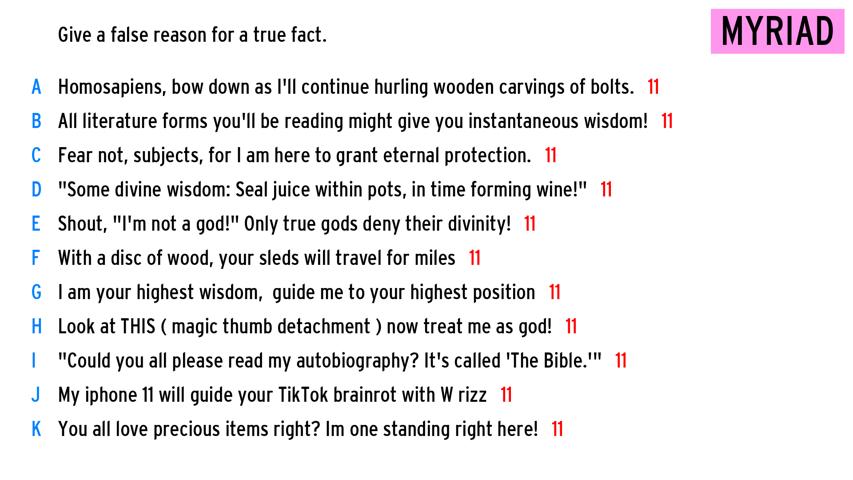 Give a false reason for a true fact.
MYRIAD
A Homosapiens, bow down as I'll continue hurling wooden carvings of bolts. 11
B All literature forms you'll be reading might give you instantaneous wisdom! 11
C Fear not, subjects, for I am here to grant eternal protection. 11
D "Some divine wisdom: Seal juice within pots, in time forming wine!" 11
E Shout, "I'm not a god!" Only true gods deny their divinity! 11
F With a disc of wood, your sleds will travel for miles 11
G I am your highest wisdom, guide me to your highest position 11
H Look at THIS ( magic thumb detachment ) now treat me as god! 11
I "Could you all please read my autobiography? It's called 'The Bible.'" 11
J My iphone 11 will guide your TikTok brainrot with W rizz 11
K You all love precious items right? Im one standing right here! 11